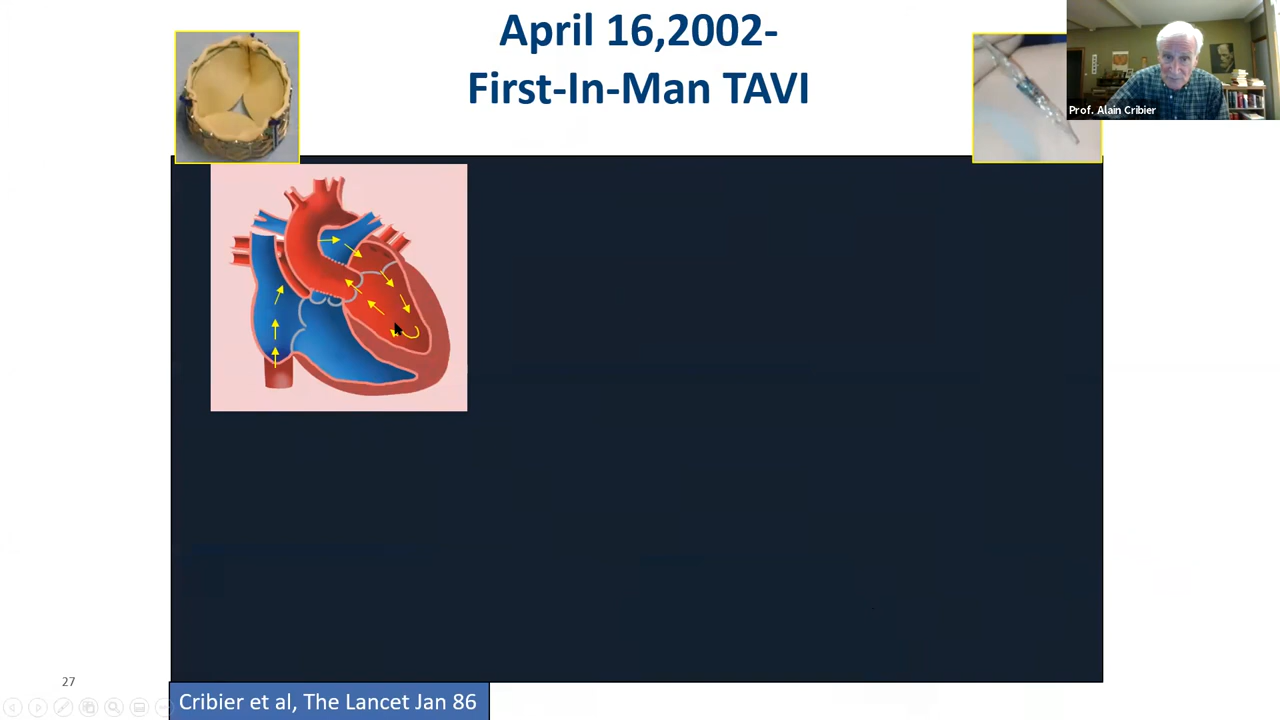 April 16,2002-
First-In-Man TAVI
Prof. Alain Cribier
27
Cribier et al, The Lancet Jan 86